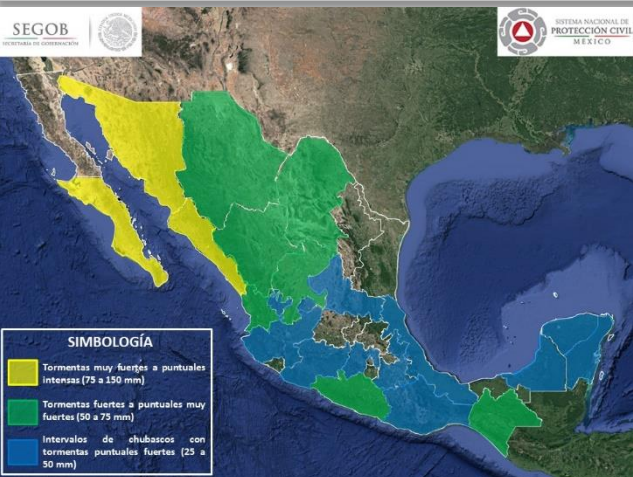 SEGOB
SECRETARÍA DE GOBERNACIÓN
SISTEMA NACIONAL DE
PROTECCIÓN CIVIL
MÉXICO
SIMBOLOGÍA
Tormentas muy fuertes a puntuales
intensas (75 a 150 mm)
Tormentas fuertes a puntuales muy
fuertes (50 a 75 mm)
Intervalos de chubascos con
tormentas puntuales fuertes (25 a
50 mm)